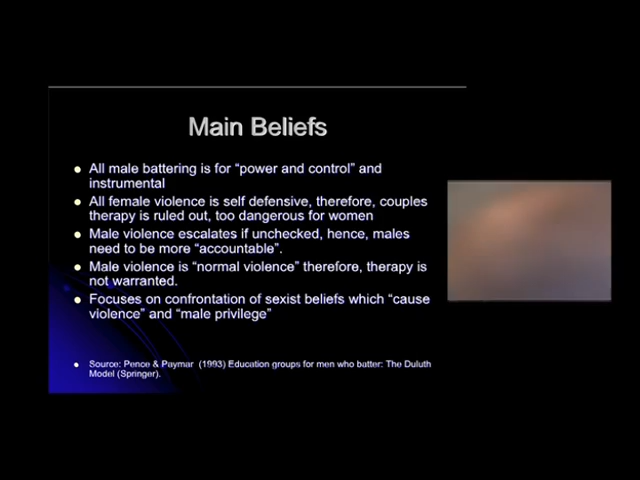 Main Beliefs
All male battering is for “power and control” and
instrumental
All female violence is self defensive, therefore, couples
therapy is ruled out, too dangerous for women
Male violence escalates if unchecked, hence, males
need to be more “accountable”.
Male violence is “normal violence” therefore, therapy is
not warranted.
Focuses on confrontation of sexist beliefs which “cause
violence” and “male privilege”
Source: Pence & Paymar (1993) Education groups for men who batter: The Duluth
Model (Springer).